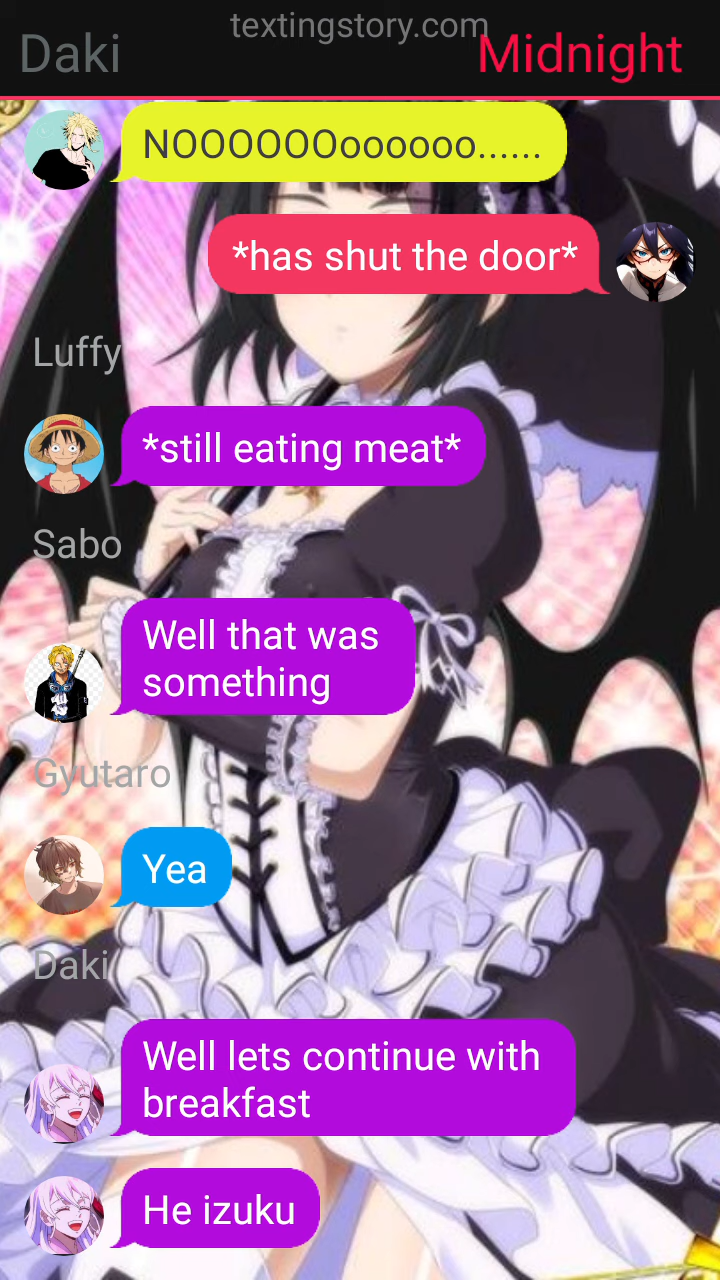 textingstory.com
Daki
Midnight
NOOOOOOoooooo......
*has shut the door*
Luffy
*still eating meat*
Sabo
Well that was
something
Gyutaro
Yea
Daki
Well lets continue with
breakfast
He izuku